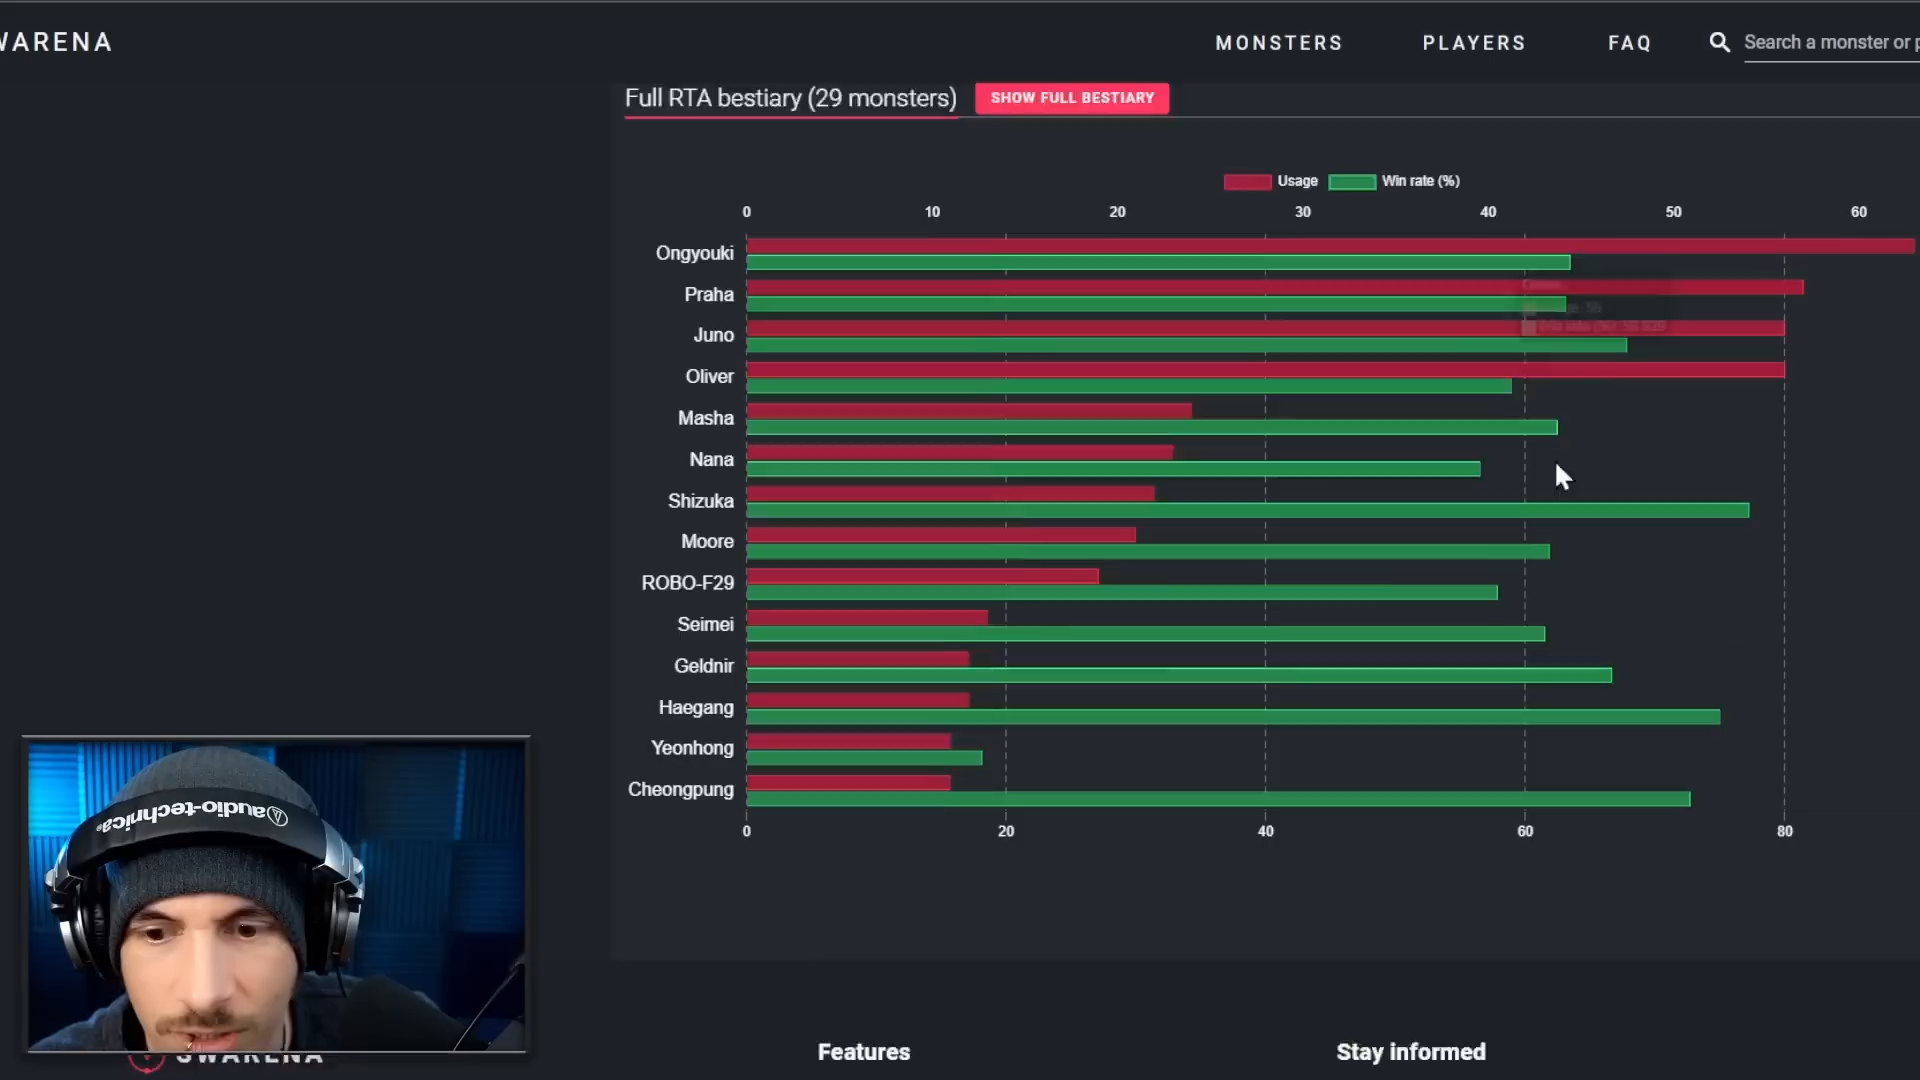 WARENA
MONSTERS PLAYERS FAQ Search a monster or p
Full RTA bestiary (29 monsters) SHOW FULL BESTIARY
Usage Win rate (%)
0 10 20 30 40 50 60
Ongyouki
Praha
Juno
Oliver
Masha
Nana
Shizuka
Moore
ROBO-F29
Seimei
Geldnir
Haegang
Yeonhong
Cheongpung
0 20 40 60 80
audio-technica
SWARENA
Features
Stay informed